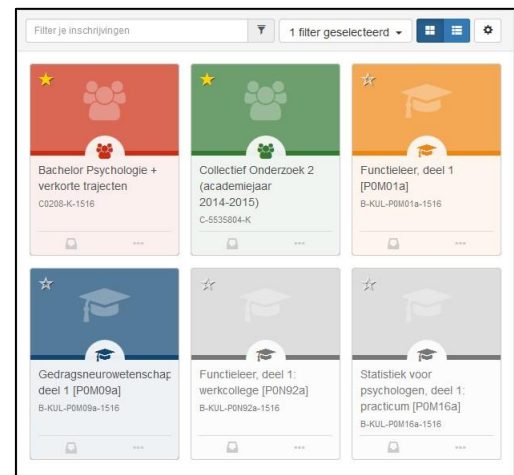 Filter je inschrijvingen
1 filter geselecteerd
Bachelor Psychologie +
verkorte trajecten
C0208-K-1516
Collectief Onderzoek 2
(academiejaar
2014-2015)
C-5535804-K
Functieleer, deel 1
[P0M01a]
B-KUL-P0M01a-1516
Gedragsneurowetenschap
deel 1 [P0M09a]
B-KUL-P0M09a-1516
Functieleer, deel 1:
werkcollege [P0N92a]
B-KUL-P0N92a-1516
Statistiek voor
psychologen, deel 1:
practicum [P0M16a]
B-KUL-P0M16a-1516